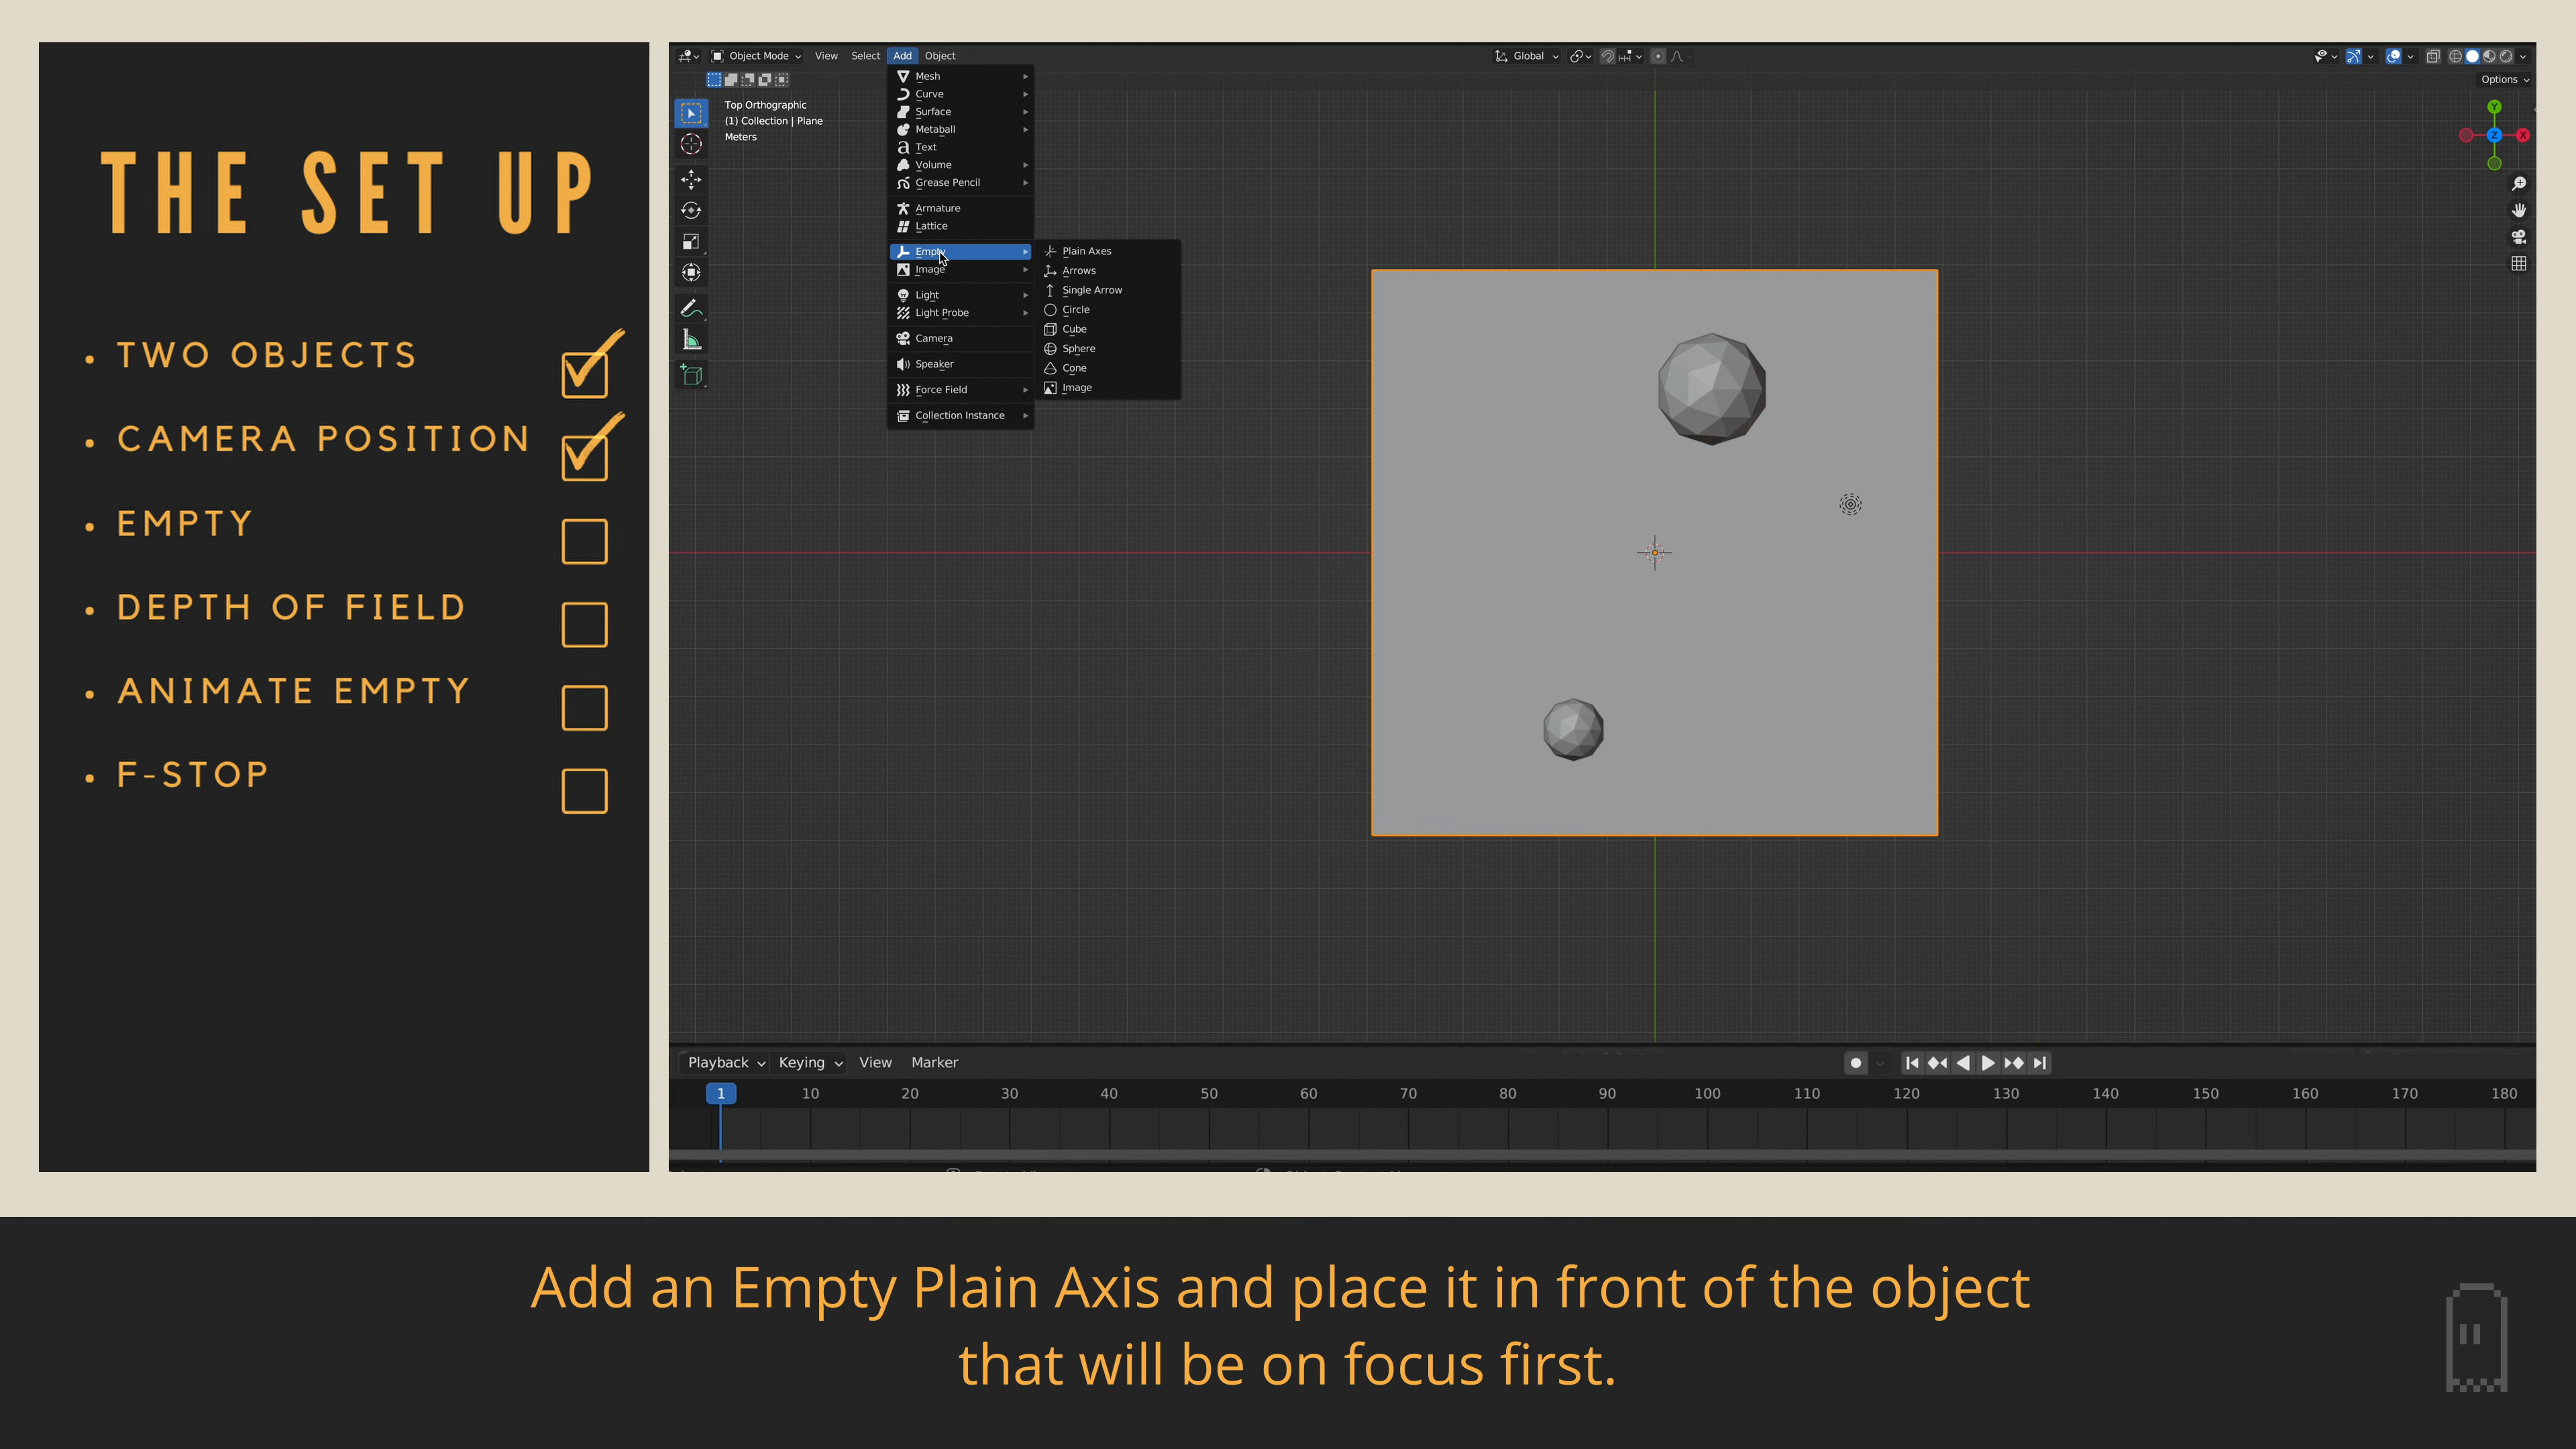 THE SET UP
• TWO OBJECTS
• CAMERA POSITION
• EMPTY
• DEPTH OF FIELD
• ANIMATE EMPTY
• F-STOP
Object Mode View Select Add Object
Global
Options
Top Orthographic
(1) Collection | Plane
Meters
Mesh
Curve
Surface
Metaball
Text
Volume
Grease Pencil
Armature
Lattice
Empty
Image
Light
Light Probe
Camera
Speaker
Force Field
Collection Instance
Plain Axes
Arrows
Single Arrow
Circle
Cube
Sphere
Cone
Image
Y
Z X
Playback Keying View Marker
1 10 20 30 40 50 60 70 80 90 100 110 120 130 140 150 160 170 180
Add an Empty Plain Axis and place it in front of the object
that will be on focus first.